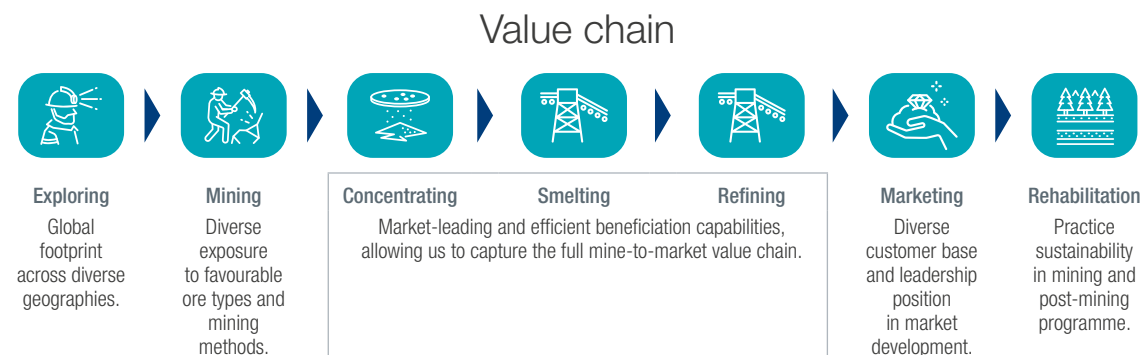 Value chain
Exploring
Global
footprint
across diverse
geographies.
Mining
Diverse
exposure
to favourable
ore types and
mining
methods.
Concentrating
Smelting
Refining
Market-leading and efficient beneficiation capabilities,
allowing us to capture the full mine-to-market value chain.
Marketing
Diverse
customer base
and leadership
position
in market
development.
Rehabilitation
Practice
sustainability
in mining and
post-mining
programme.